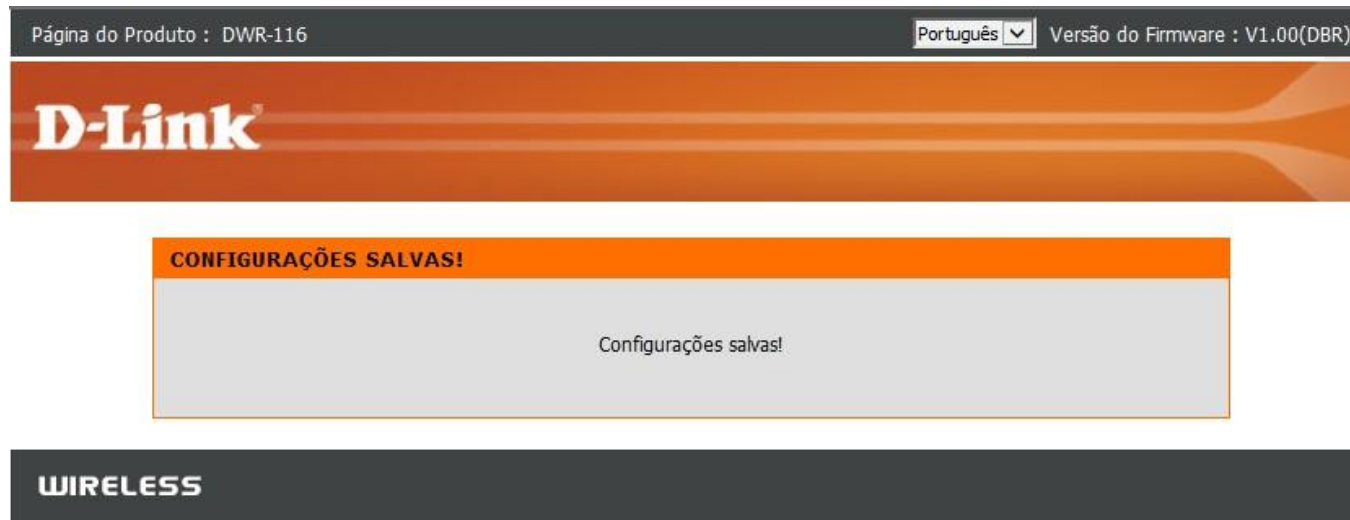 Página do Produto : DWR-116
Português
Versão do Firmware : V1.00(DBR)
D-Link
CONFIGURAÇÕES SALVAS!
Configurações salvas!
WIRELESS